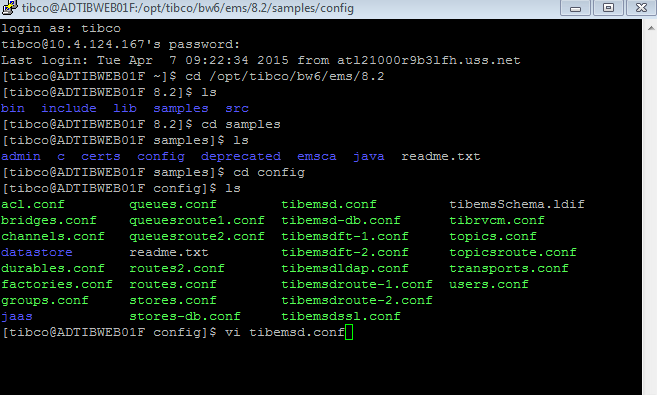 tibco@ADTIBWEB01F:/opt/tibco/bw6/ems/8.2/samples/config
login as: tibco
tibco@10.4.124.167's password:
Last login: Tue Apr  7 09:22:34 2015 from atl21000r9b3lfh.uss.net
[tibco@ADTIBWEB01F ~]$ cd /opt/tibco/bw6/ems/8.2
[tibco@ADTIBWEB01F 8.2]$ ls
bin  include  lib  samples  src
[tibco@ADTIBWEB01F 8.2]$ cd samples
[tibco@ADTIBWEB01F samples]$ ls
admin  c  certs  config  deprecated  emsca  java  readme.txt
[tibco@ADTIBWEB01F samples]$ cd config
[tibco@ADTIBWEB01F config]$ ls
acl.conf        queues.conf        tibemsd.conf         tibemsSchema.ldif
bridges.conf    queuesroute1.conf  tibemsd-db.conf      tibrvcm.conf
channels.conf   queuesroute2.conf  tibemsdft-1.conf     topics.conf
datastore       readme.txt         tibemsdft-2.conf     topicsroute.conf
durables.conf   routes2.conf       tibemsdldap.conf     transports.conf
factories.conf  routes.conf        tibemsdroute-1.conf  users.conf
groups.conf     stores.conf        tibemsdroute-2.conf
jaas            stores-db.conf     tibemsdssl.conf
[tibco@ADTIBWEB01F config]$ vi tibemsd.conf